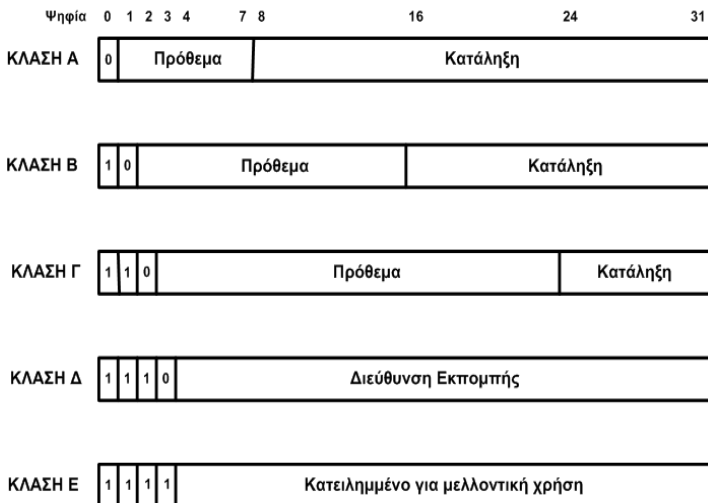 Ψηφία 0 1 2 3 4 7 8 16 24 31
ΚΛΑΣΗ Α 0 Πρόθεμα Κατάληξη
ΚΛΑΣΗ Β 1 0 Πρόθεμα Κατάληξη
ΚΛΑΣΗ Γ 1 1 0 Πρόθεμα Κατάληξη
ΚΛΑΣΗ Δ 1 1 1 0 Διεύθυνση Εκπομπής
ΚΛΑΣΗ Ε 1 1 1 1 Κατειλημμένο για μελλοντική χρήση